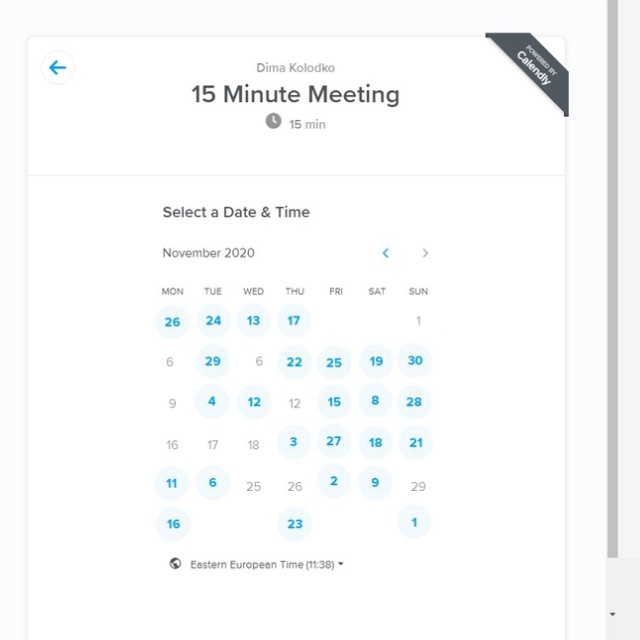 Dima Kolodko
15 Minute Meeting
15 min
POWERED BY
Calendly
Select a Date & Time
November 2020
MON TUE WED THU FRI SAT SUN
26 24 13 17 1
6 29 6 22 25 19 30
9 4 12 12 15 8 28
16 17 18 3 27 18 21
11 6 25 26 2 9 29
16 23 1
Eastern European Time (11:38)